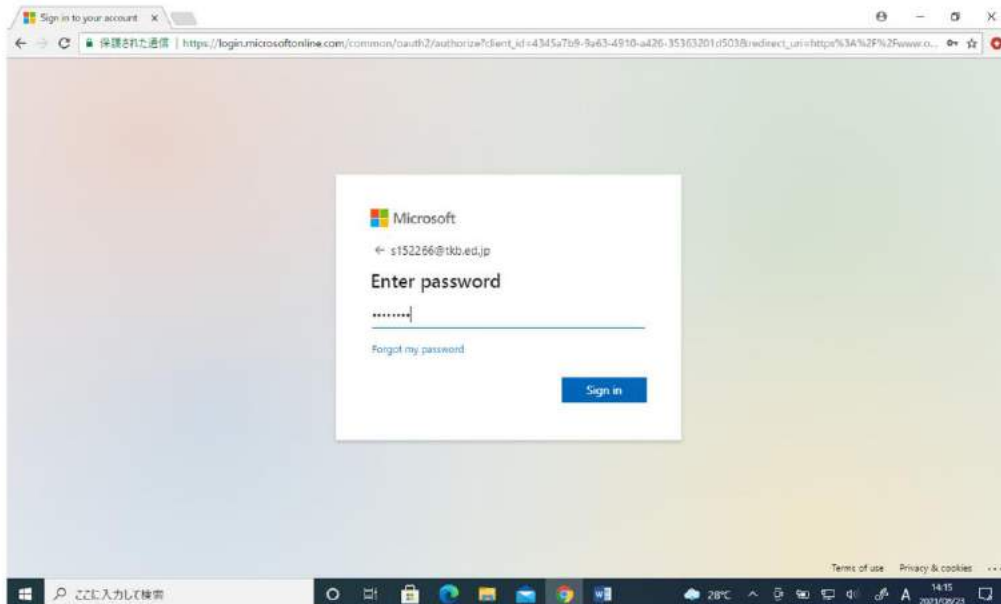 Sign in to your account
保護された通信 | https://login.microsoftonline.com/common/oauth2/authorize?client_id=4345a7b9-9a63-4910-a426-35363201d503&redirect_uri=https%3A%2F%2Fwww.o...
Microsoft
← s152266@tkb.ed.jp
Enter password
Forgot my password
Sign in
Terms of use Privacy & cookies ...
ここに入力して検索
28℃
A
14:15
2021/06/23